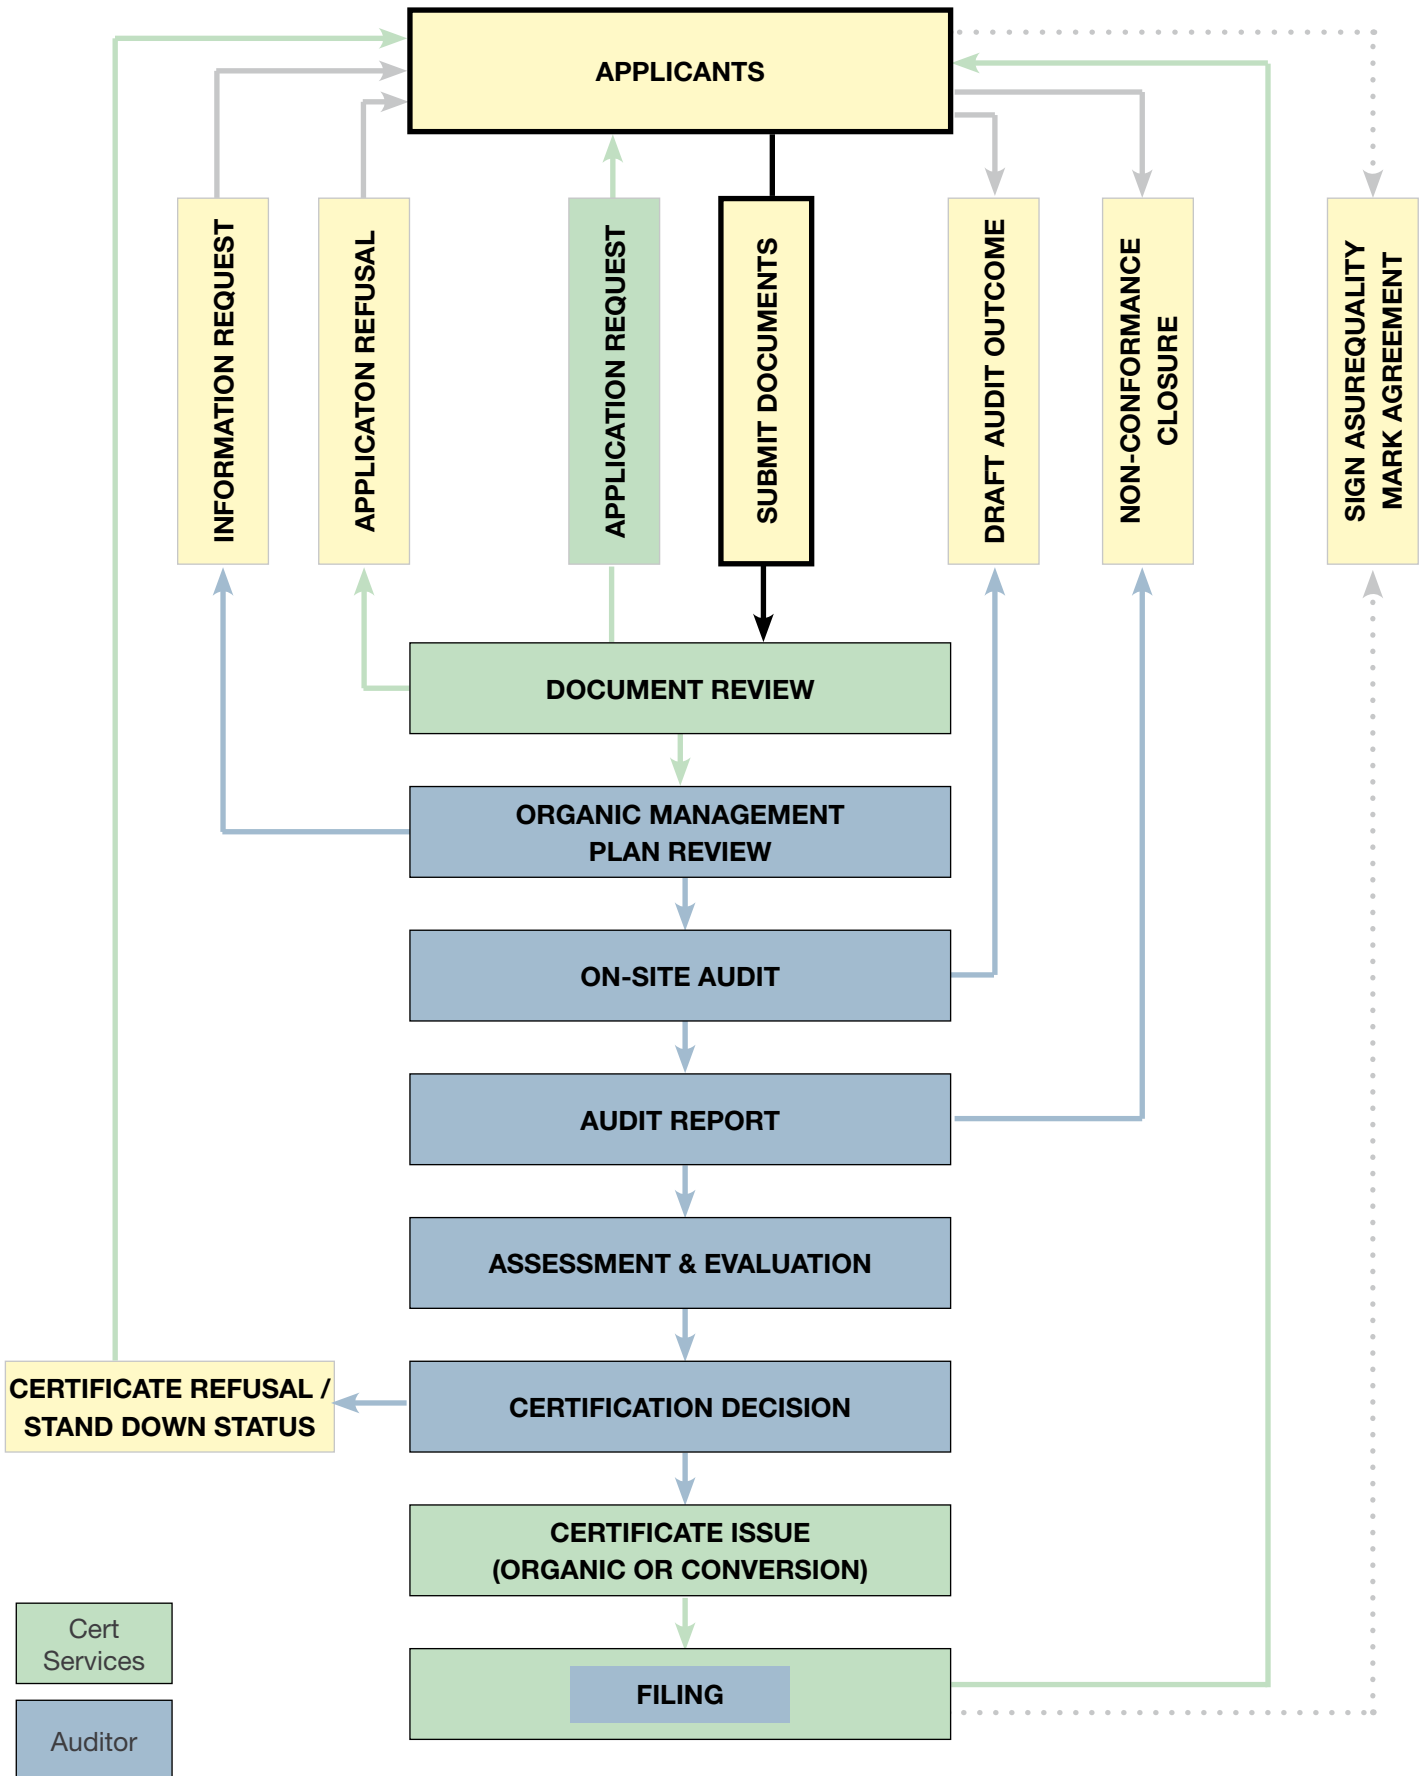 APPLICANTS
INFORMATION REQUEST
APPLICATON REFUSAL
APPLICATION REQUEST
SUBMIT DOCUMENTS
DRAFT AUDIT OUTCOME
NON-CONFORMANCE
CLOSURE
SIGN ASUREQUALITY
MARK AGREEMENT
DOCUMENT REVIEW
ORGANIC MANAGEMENT
PLAN REVIEW
ON-SITE AUDIT
AUDIT REPORT
ASSESSMENT & EVALUATION
CERTIFICATE REFUSAL /
STAND DOWN STATUS
CERTIFICATION DECISION
CERTIFICATE ISSUE
(ORGANIC OR CONVERSION)
Cert
Services
FILING
Auditor